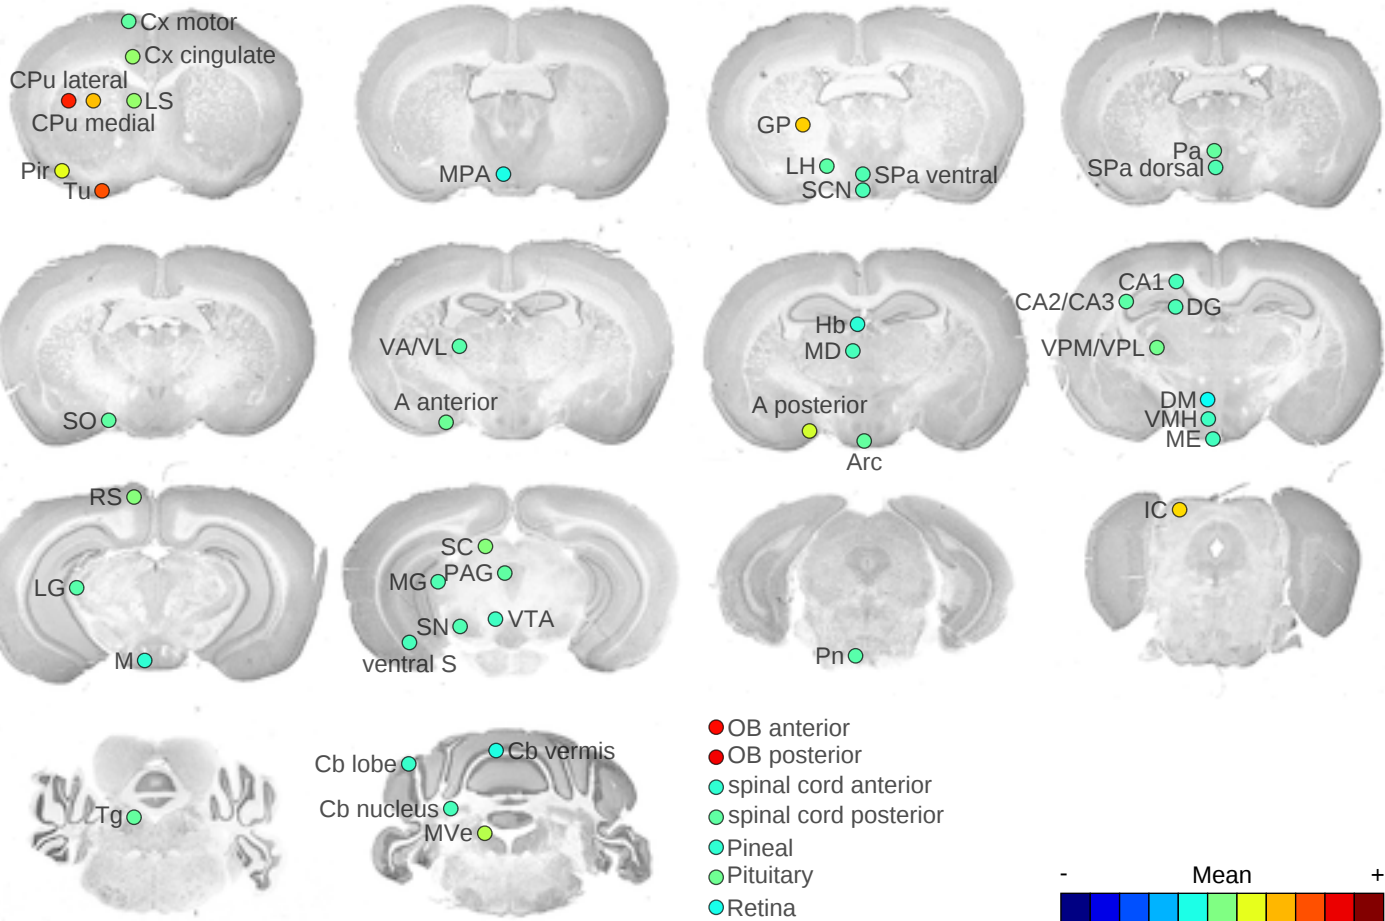 Cx motor
Cx cingulate
CPu lateral
LS
CPu medial
Pir
Tu
MPA
GP
LH
SPa ventral
SCN
Pa
SPa dorsal
SO
VA/VL
A anterior
Hb
MD
A posterior
Arc
CA1
CA2/CA3
DG
VPM/VPL
DM
VMH
ME
RS
LG
M
SC
PAG
MG
VTA
SN
ventral S
Pn
IC
Tg
Cb vermis
Cb lobe
Cb nucleus
MVe
OB anterior
OB posterior
spinal cord anterior
spinal cord posterior
Pineal
Pituitary
Retina
- Mean +